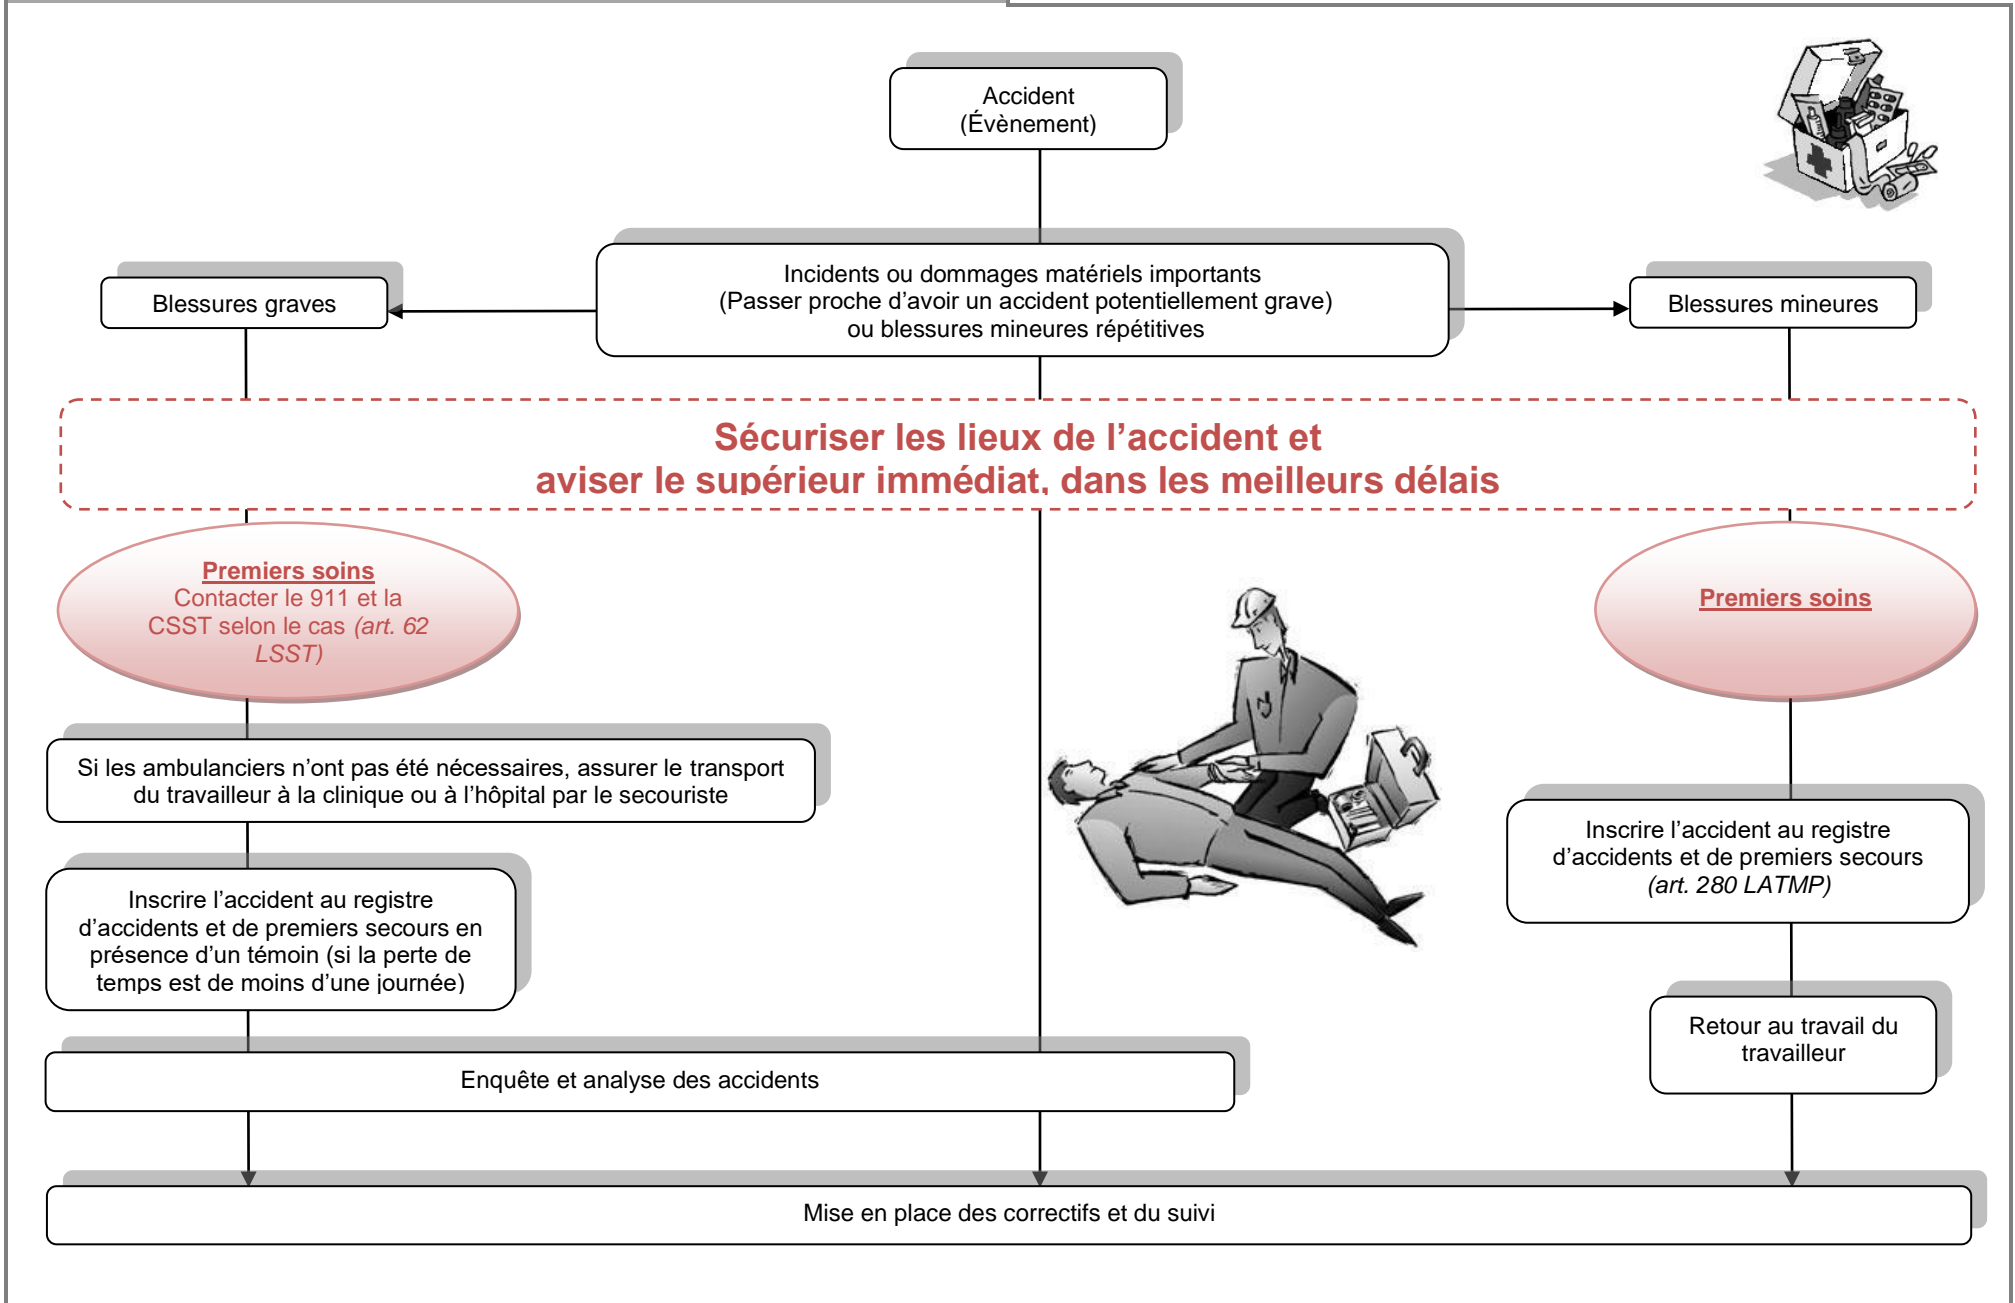 Accident
(Évènement)
Incidents ou dommages matériels importants
(Passer proche d’avoir un accident potentiellement grave)
ou blessures mineures répétitives
Blessures graves
Blessures mineures
Sécuriser les lieux de l’accident et
aviser le supérieur immédiat, dans les meilleurs délais
Premiers soins
Contacter le 911 et la
CSST selon le cas (art. 62
LSST)
Premiers soins
Si les ambulanciers n’ont pas été nécessaires, assurer le transport
du travailleur à la clinique ou à l’hôpital par le secouriste
Inscrire l’accident au registre
d’accidents et de premiers secours
(art. 280 LATMP)
Inscrire l’accident au registre
d’accidents et de premiers secours en
présence d’un témoin (si la perte de
temps est de moins d’une journée)
Retour au travail du
travailleur
Enquête et analyse des accidents
Mise en place des correctifs et du suivi